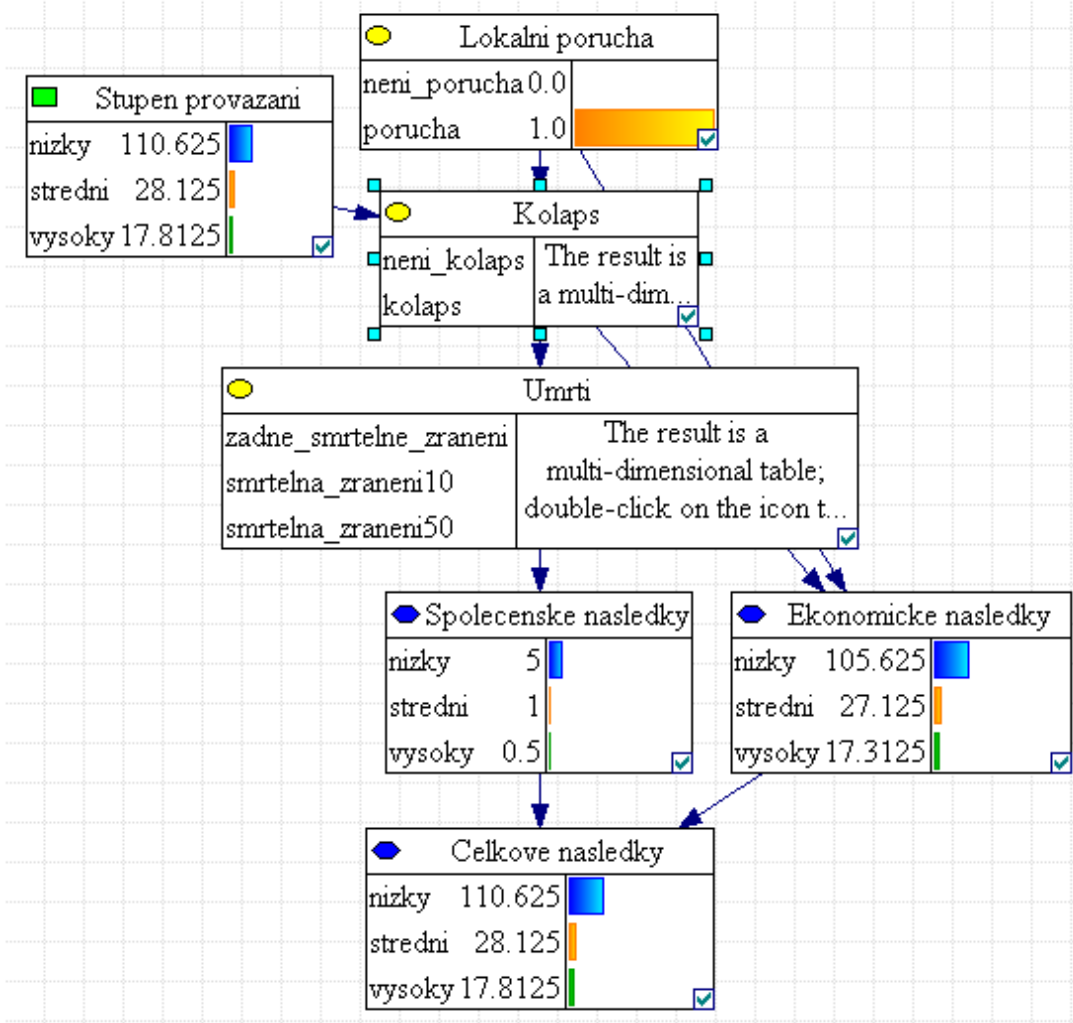 Lokalni porucha
neni_porucha 0.0
porucha 1.0
Stupen provazani
nizky 110.625
stredni 28.125
vysoky 17.8125
Kolaps
neni_kolaps
kolaps
The result is
a multi-dim...
Umrti
zadne_smrtelne_zraneni
smrtelna_zraneni10
smrtelna_zraneni50
The result is a
multi-dimensional table;
double-click on the icon t...
Spolecenske nasledky
nizky 5
stredni 1
vysoky 0.5
Ekonomicke nasledky
nizky 105.625
stredni 27.125
vysoky 17.3125
Celkove nasledky
nizky 110.625
stredni 28.125
vysoky 17.8125